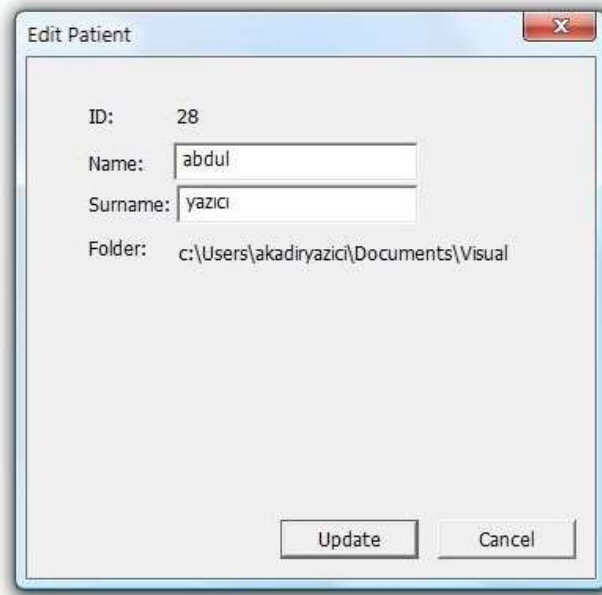 Edit Patient
ID: 28
Name: abdul
Surname: yazıcı
Folder: c:\Users\akadiryazici\Documents\Visual
Update Cancel